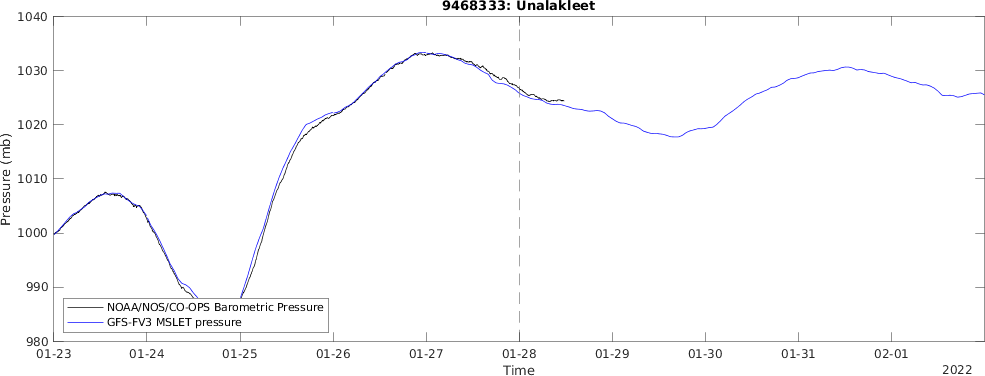 9468333: Unalakleet
Pressure (mb)
1040
1030
1020
1010
1000
990
980
NOAA/NOS/CO-OPS Barometric Pressure
GFS-FV3 MSLET pressure
01-23 01-24 01-25 01-26 01-27 01-28 01-29 01-30 01-31 02-01
Time
2022